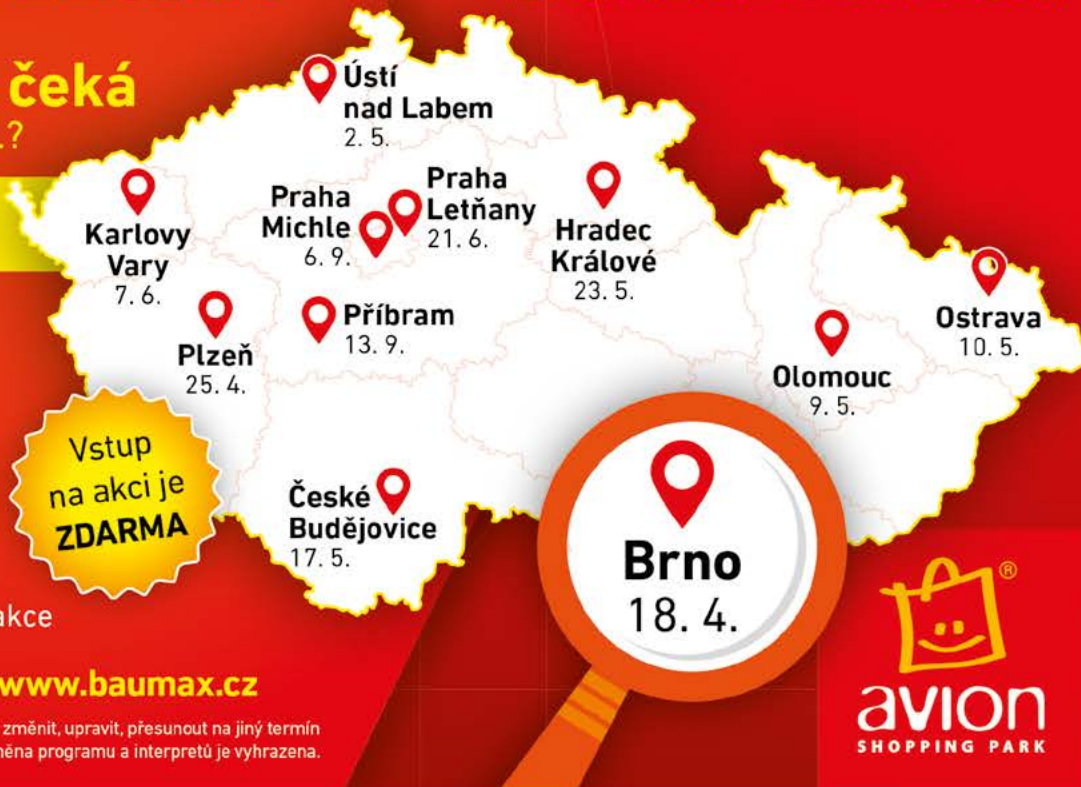 čeká
.?
Ústí
nad Labem
2. 5.
Karlovy
Vary
7. 6.
Praha
Michle
6. 9.
Praha
Letňany
21. 6.
Hradec
Králové
23. 5.
Plzeň
25. 4.
Příbram
13. 9.
Ostrava
10. 5.
Olomouc
9. 5.
Vstup
na akci je
ZDARMA
České
Budějovice
17. 5.
Brno
18. 4.
akce
www.baumax.cz
změnit, upravit, přesunout na jiný termín
programu a interpretů je vyhrazena.
®
avion
SHOPPING PARK